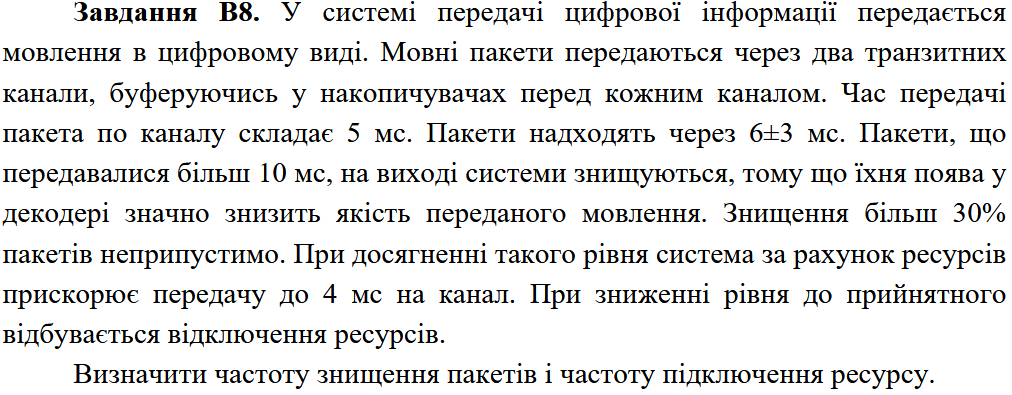 Завдання В8. У системі передачі цифрової інформації передається
мовлення в цифровому виді. Мовні пакети передаються через два транзитних
канали, буферуючись у накопичувачах перед кожним каналом. Час передачі
пакета по каналу складає 5 мс. Пакети надходять через 6±3 мс. Пакети, що
передавалися більш 10 мс, на виході системи знищуються, тому що їхня поява у
декодері значно знизить якість переданого мовлення. Знищення більш 30%
пакетів неприпустимо. При досягненні такого рівня система за рахунок ресурсів
прискорює передачу до 4 мс на канал. При зниженні рівня до прийнятного
відбувається відключення ресурсів.
Визначити частоту знищення пакетів і частоту підключення ресурсу.